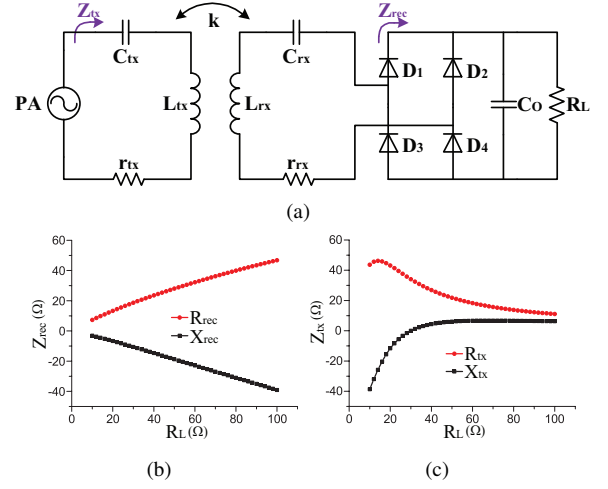 (a)
Ztx
k
Zrec
Ctx
Crx
D1
D2
PA
Ltx
Lrx
CO
RL
D3
D4
rtx
rrx
(a)
60
40
20
0
-20
-40
Zrec (Ω)
Rrec
Xrec
0
20
40
60
80
100
RL (Ω)
(b)
60
40
20
0
-20
-40
Ztx (Ω)
Rtx
Xtx
0
20
40
60
80
100
RL (Ω)
(c)